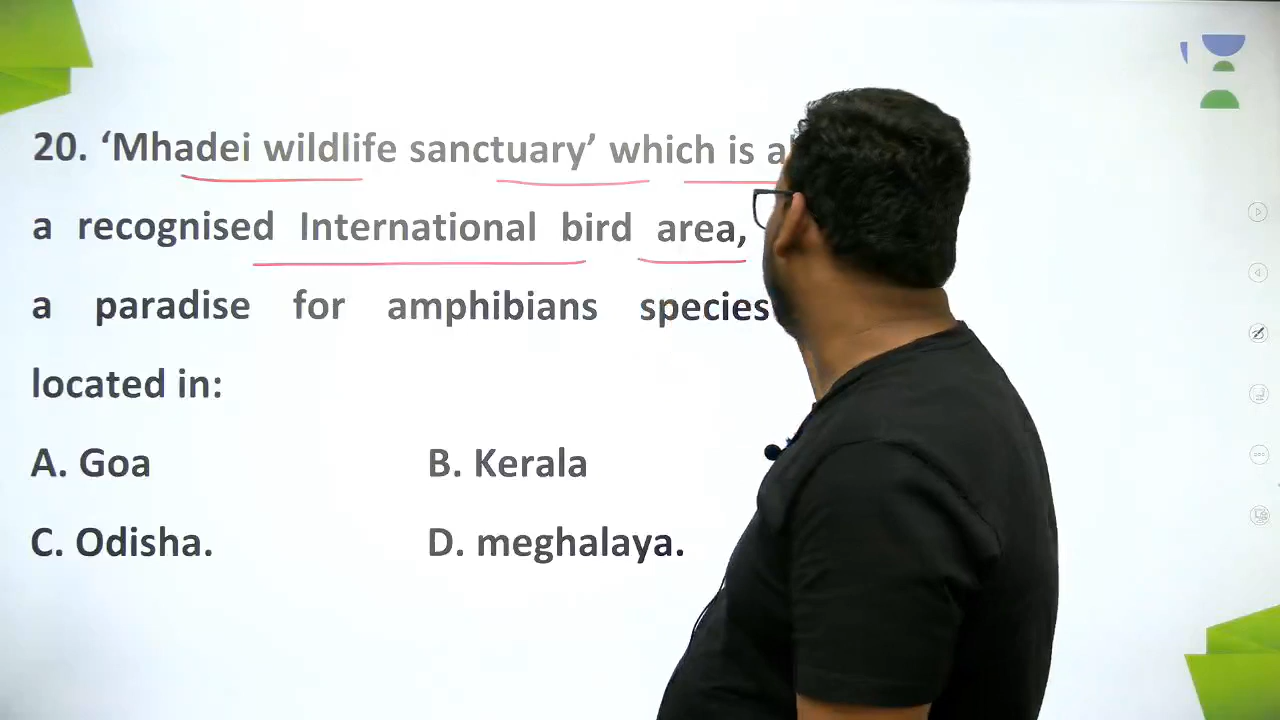 20. ‘Mhadei wildlife sanctuary’ which is
a recognised International bird area,
a paradise for amphibians species
located in:
A. Goa
B. Kerala
C. Odisha.
D. meghalaya.